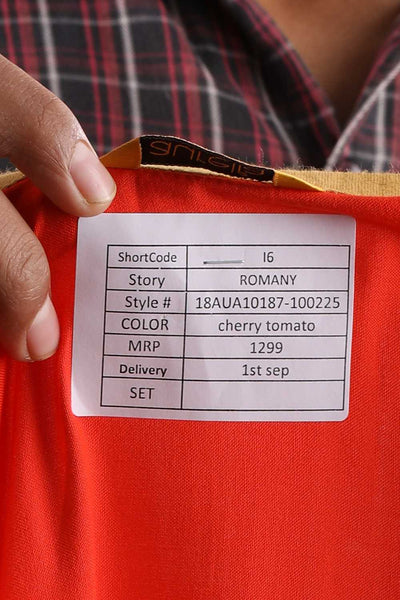 ShortCode I6
Story ROMANY
Style # 18AUA10187-100225
COLOR cherry tomato
MRP 1299
Delivery 1st sep
SET